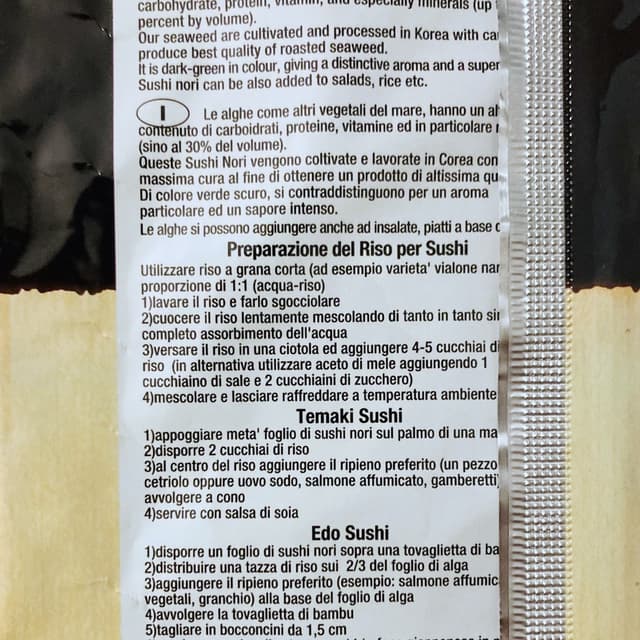 carbohydrate, protein, vitamin, and especially minerals (up
percent by volume).
Our seaweed are cultivated and processed in Korea with
produce best quality of roasted seaweed.
It is dark-green in colour, giving a distinctive aroma and a
Sushi nori can be also added to salads, rice etc.
I
Le alghe come altri vegetali del mare, hanno un
contenuto di carboidrati, proteine, vitamine ed in particolare
(sino al 30% del volume).
Queste Sushi Nori vengono coltivate e lavorate in Corea con
massima cura al fine di ottenere un prodotto di altissima
Di colore verde scuro, si contraddistinguono per un aroma
particolare ed un sapore intenso.
Le alghe si possono aggiungere anche ad insalate, piatti a base
Preparazione del Riso per Sushi
Utilizzare riso a grana corta (ad esempio varieta' vialone
proporzione di 1:1 (acqua-riso)
1)lavare il riso e farlo sgocciolare
2)cuocere il riso lentamente mescolando di tanto in tanto
completo assorbimento dell'acqua
3)versare il riso in una ciotola ed aggiungere 4-5 cucchiai
riso (in alternativa utilizzare aceto di mele aggiungendo 1
cucchiaino di sale e 2 cucchiaini di zucchero)
4)mescolare e lasciare raffreddare a temperatura ambiente
Temaki Sushi
1)appoggiare meta' foglio di sushi nori sul palmo di una
2)disporre 2 cucchiai di riso
3)al centro del riso aggiungere il ripieno preferito (un pezzo
cetriolo oppure uovo sodo, salmone affumicato, gamberetti)
avvolgere a cono
4)servire con salsa di soia
Edo Sushi
1)disporre un foglio di sushi nori sopra una tovaglietta di
2)distribuire una tazza di riso sui 2/3 del foglio di alga
3)aggiungere il ripieno preferito (esempio: salmone
vegetali, granchio) alla base del foglio di alga
4)avvolgere la tovaglietta di bambu
5)tagliare in bocconcini da 1,5 cm